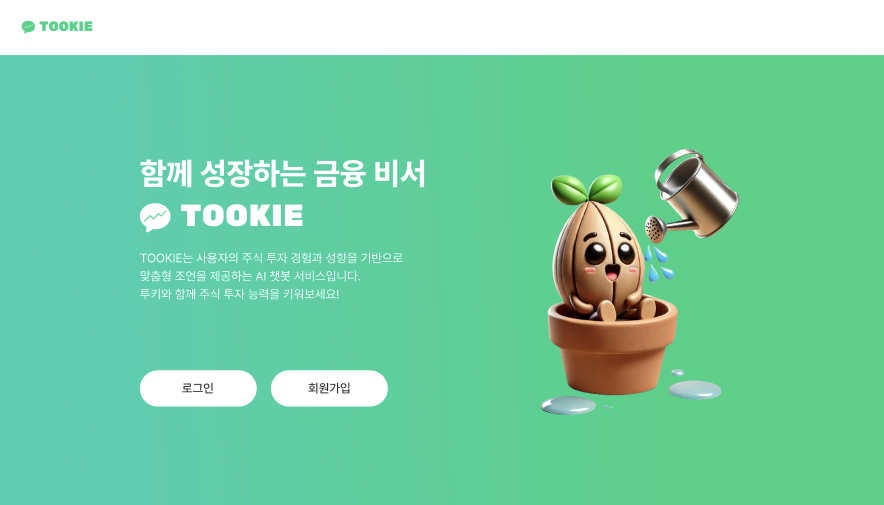 TOOKIE
함께 성장하는 금융 비서
TOOKIE
TOOKIE는 사용자의 주식 투자 경험과 성향을 기반으로
맞춤형 조언을 제공하는 AI 챗봇 서비스입니다.
투키와 함께 주식 투자 능력을 키워보세요!
로그인 회원가입